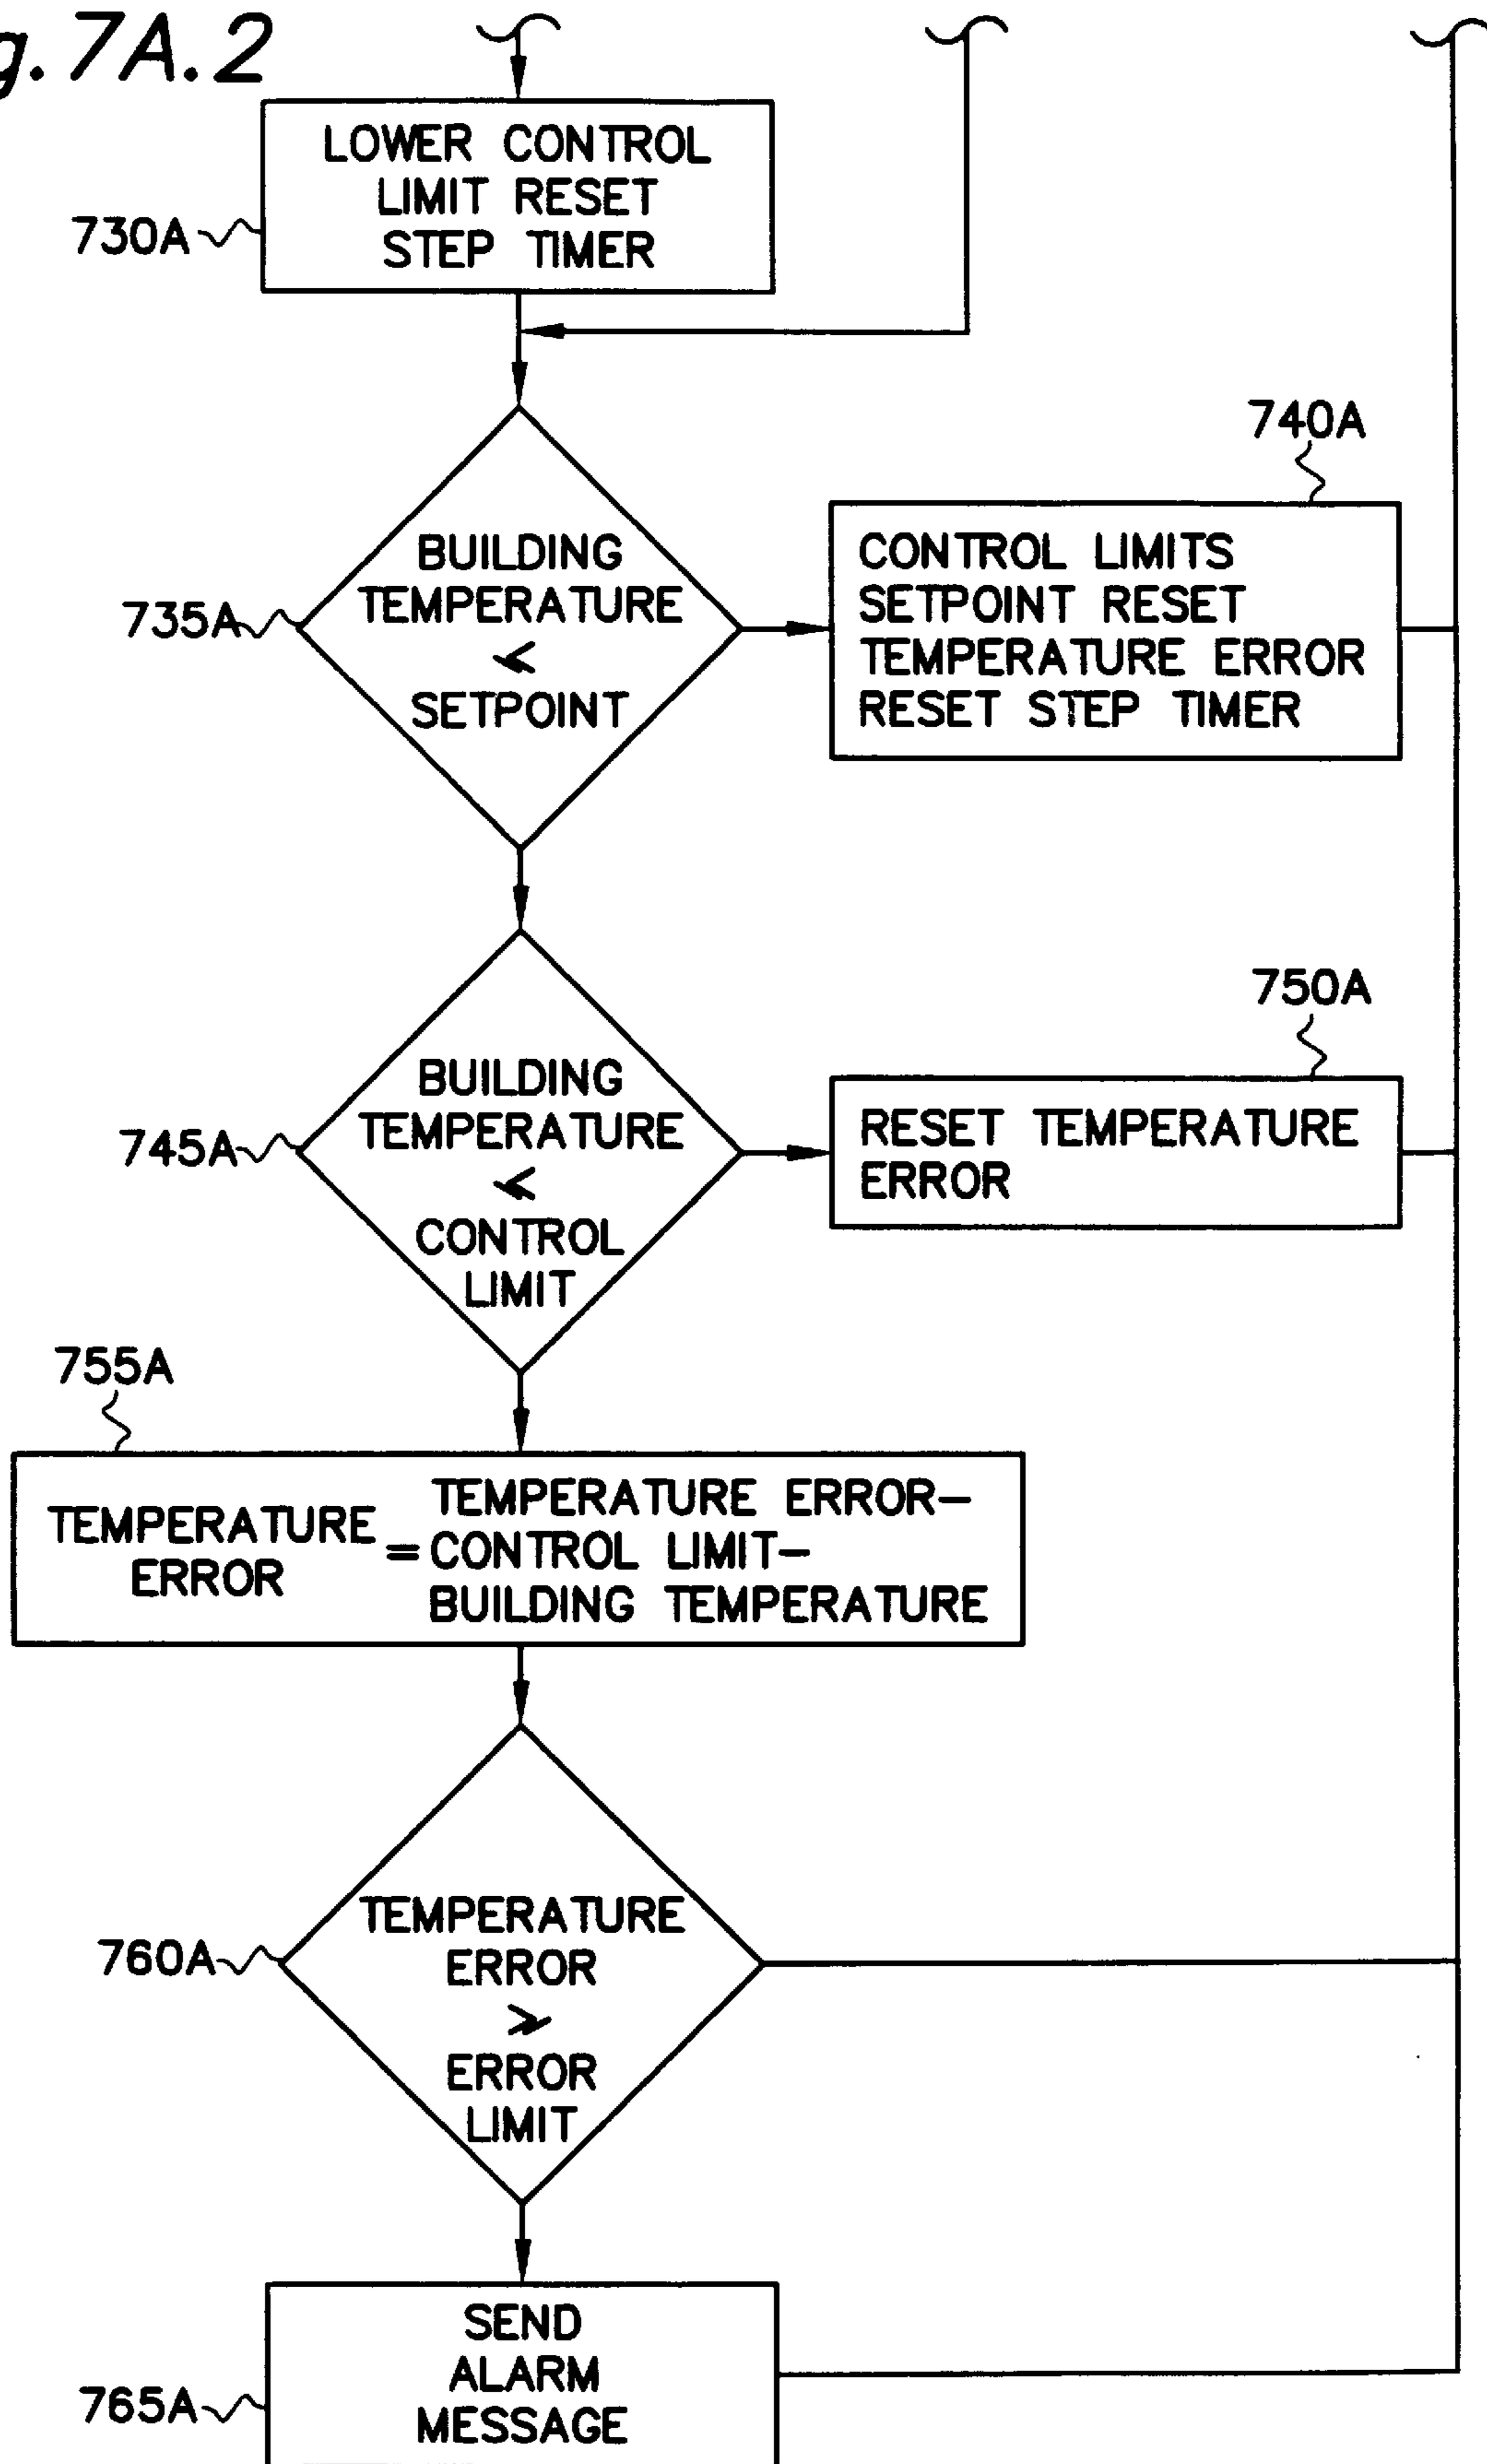 g. 7A.2
LOWER CONTROL
LIMIT RESET
STEP TIMER
730A
740A
BUILDING
TEMPERATURE
<
SETPOINT
735A
CONTROL LIMITS
SETPOINT RESET
TEMPERATURE ERROR
RESET STEP TIMER
750A
BUILDING
TEMPERATURE
<
CONTROL
LIMIT
745A
RESET TEMPERATURE
ERROR
755A
TEMPERATURE
ERROR
=
TEMPERATURE ERROR–
CONTROL LIMIT–
BUILDING TEMPERATURE
TEMPERATURE
ERROR
>
ERROR
LIMIT
760A
SEND
ALARM
MESSAGE
765A